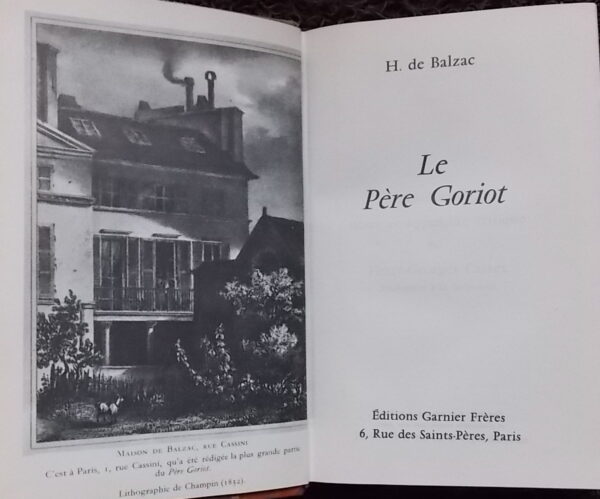 MAISON DE BALZAC, RUE CASSINI
C'est à Paris, 1, rue Cassini, qu'a été rédigée la plus grande partie
du Père Goriot.
Lithographie de Champin (1852).
H. de Balzac
Le
Père Goriot
Éditions Garnier Frères
6, Rue des Saints-Pères, Paris